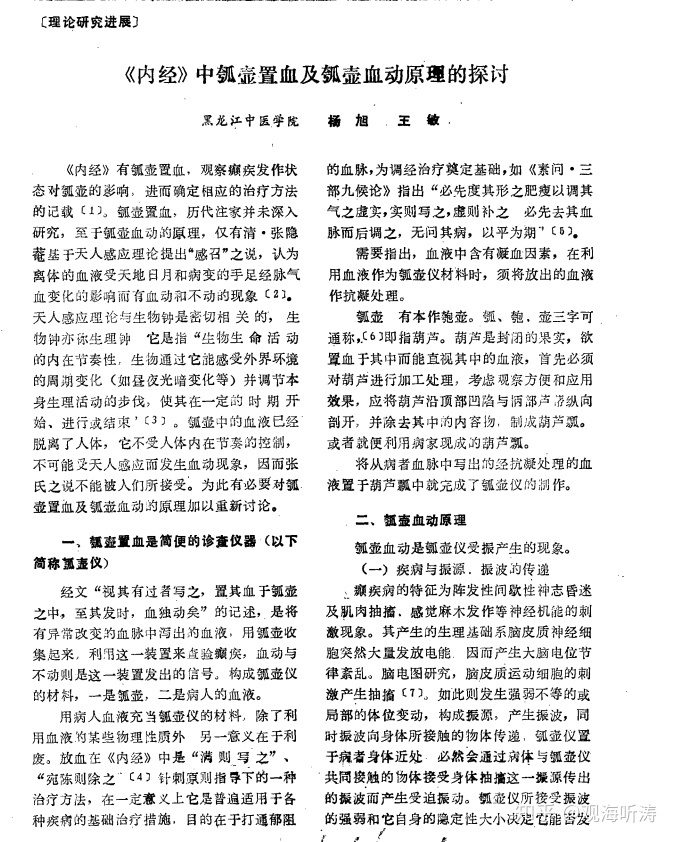 〔理论研究进展〕
《内经》中瓠壶置血及瓠壶血动原理的探讨
黑龙江中医学院 杨旭 王敏
《内经》有瓠壶置血，观察癫疾发作状
态对瓠壶的影响，进而确定相应的治疗方法
的记载〔1〕。瓠壶置血，历代注家并未深入
研究，至于瓠壶血动的原理，仅有清·张隐
菴基于天人感应理论提出“感召”之说，认为
离体的血液受天地日月和病变的手足经脉气
血变化的影响而有血动和不动的现象〔2〕。
天人感应理论与生物钟是密切相关的，生
物钟亦称生理钟 它是指“生物生命活动
的内在节奏性，生物通过它能感受外界环境
的周期变化（如昼夜光暗变化等）并调节本
身生理活动的步伐，使其在一定的时期开
始、进行或结束’〔3〕。瓠壶中的血液已经
脱离了人体，它不受人体内在节奏的控制，
不可能受天人感应而发生血动现象，因而张
氏之说不能被人们所接受。为此有必要对瓠
壶置血及瓠壶血动的原理加以重新讨论。
一、瓠壶置血是简便的诊查仪器（以下
简称瓠壶仪）
经文“视其有过者写之，置其血于瓠壶
之中，至其发时，血独动矣”的记述，是将
有异常改变的血脉中泻出的血液，用瓠壶收
集起来，利用这一装置来查验癫疾，血动与
不动则是这一装置发出的信号。构成瓠壶仪
的材料，一是瓠壶，二是病人的血液。
用病人血液充当瓠壶仪的材料，除了利
用血液的某些物理性质外 另一意义在于利
废。放血在《内经》中是“满则写之”、
“宛陈则除之”〔4〕针刺原则指导下的一种
治疗方法，在一定意义上它是普遍适用于各
种疾病的基础治疗措施，目的在于打通郁阻
的血脉，为调经治疗奠定基础，如《素问·三
部九候论》指出“必先度其形之肥瘦以调其
气之虚实，实则写之，虚则补之 必先去其血
脉而后调之，无问其病，以平为期’〔5〕。
需要指出，血液中含有凝血因素，在利
用血液作为瓠壶仪材料时，须将放出的血液
作抗凝处理。
瓠壶 有本作匏壶。瓠、匏、壶三字可
通称，〔6〕即指葫芦。葫芦是封闭的果实，欲
置血于其中而能直视其中的血液，首先必须
对葫芦进行加工处理，考虑观察方便和应用
效果，应将葫芦沿顶部凹陷与柄部芦蒂纵向
剖开，并除去其中的内容物，制成葫芦瓢。
或者就便利用病家现成的葫芦瓢。
将从病者血脉中写出的经抗凝处理的血
液置于葫芦瓢中就完成了瓠壶仪的制作。
二、瓠壶血动原理
瓠壶血动是瓠壶仪受振产生的现象。
（一）疾病与振源、振波的传递
癫疾病的特征为阵发性间歇性神志昏迷
及肌肉抽搐、感觉麻木发作等神经机能的刺
激现象。其产生的生理基础系脑皮质神经细
胞突然大量发放电能 因而产生大脑电位节
律紊乱。脑电图研究，脑皮质运动细胞的刺
激产生抽搐〔7〕。如此则发生强弱不等的或
局部的体位变动，构成振源，产生振波，同
时振波向身体所接触的物体传递，瓠壶仪置
于病者身体近处 必然会通过病体与瓠壶仪
共同接触的物体接受身体抽搐这一振源传出
的振波而产生受迫振动。瓠壶仪所接受振波
的强弱和它自身的隐定性大小决定它能否发
知乎 @观海听涛